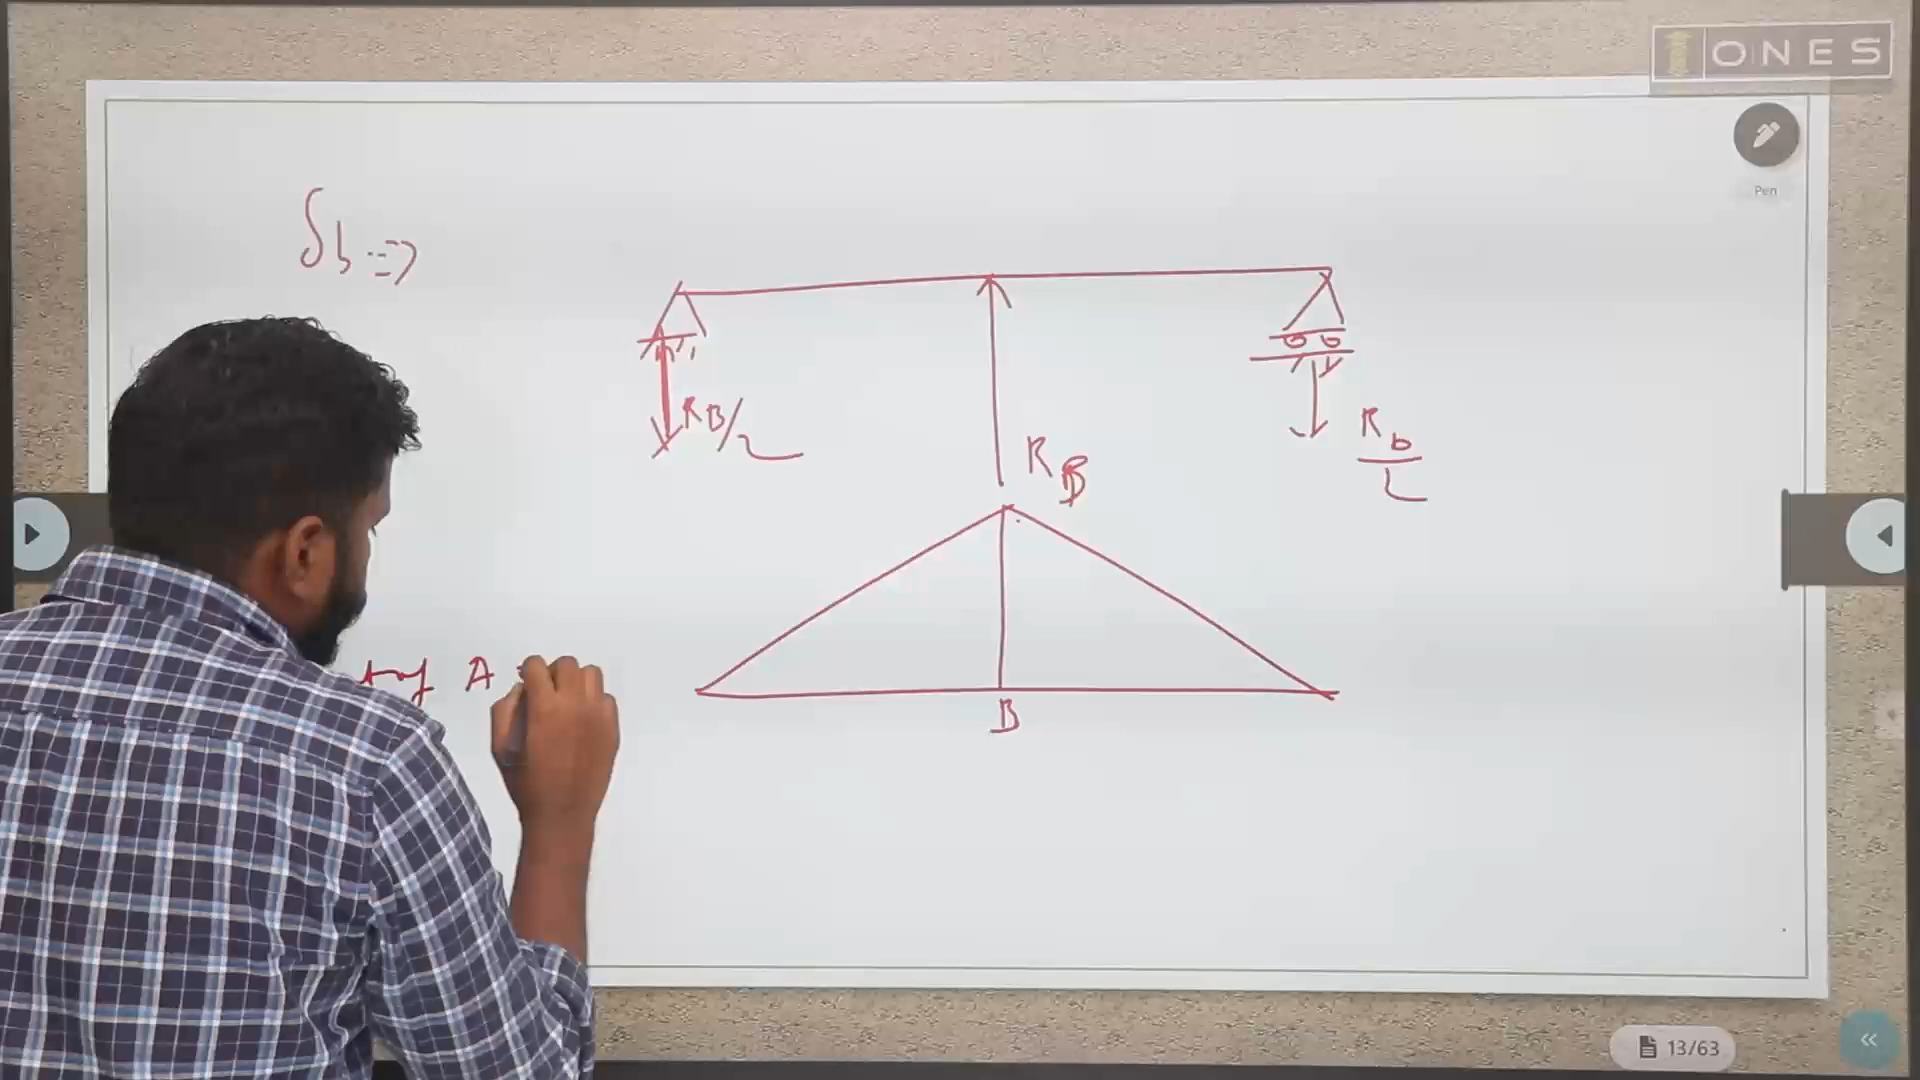 ONES
Pen
δb =>
RB/2
RB
Rb
2
A
B
13/63